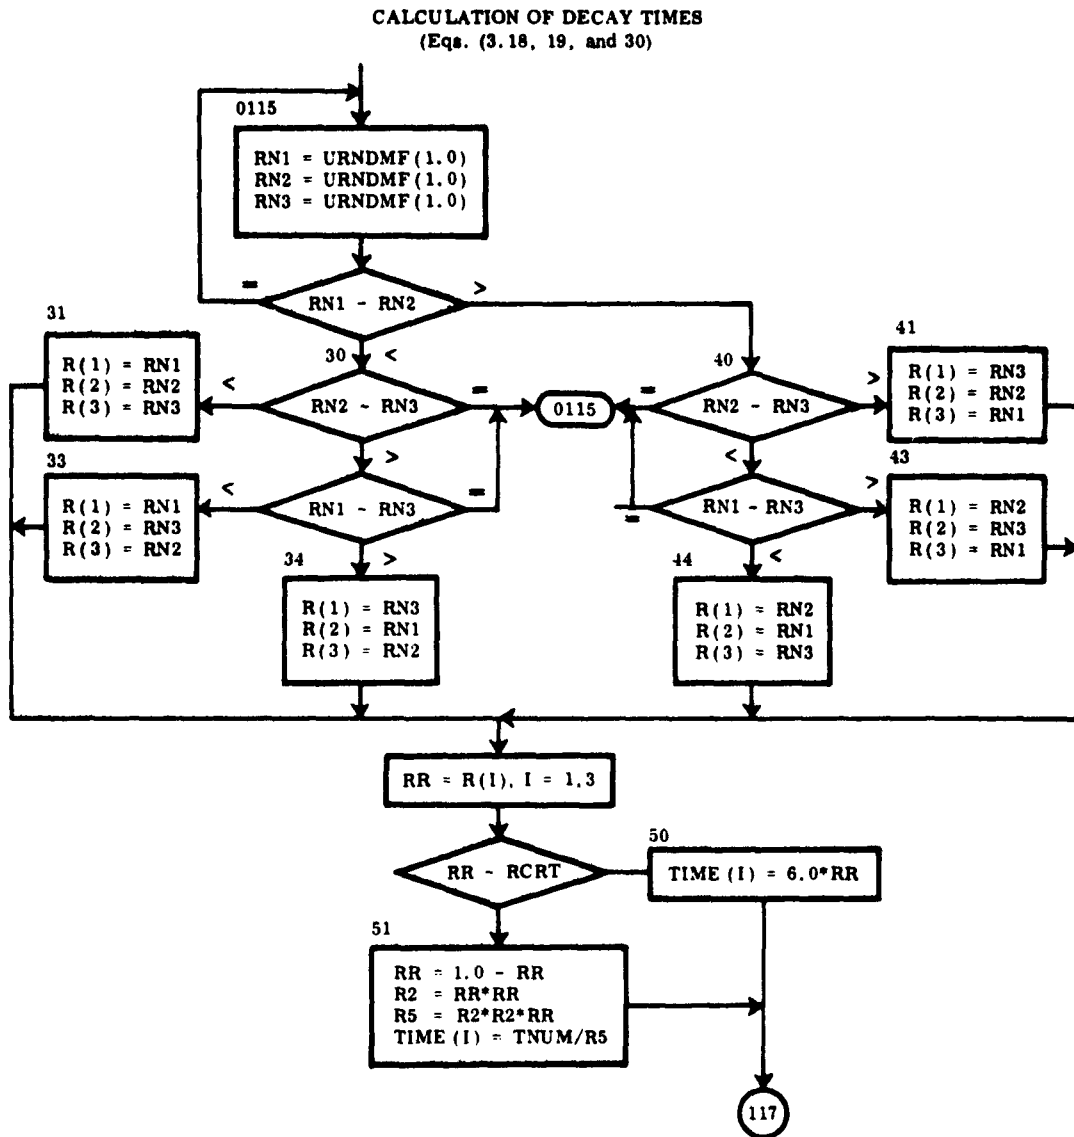 CALCULATION OF DECAY TIMES
(Eqs. (3.18, 19, and 30)
0115
RN1 = URNDMF(1.0)
RN2 = URNDMF(1.0)
RN3 = URNDMF(1.0)
=
RN1 - RN2
>
<
31
R(1) = RN1
R(2) = RN2
R(3) = RN3
<
30
RN2 ~ RN3
=
>
0115
40
=
RN2 - RN3
>
<
41
R(1) = RN3
R(2) = RN2
R(3) = RN1
33
R(1) = RN1
R(2) = RN3
R(3) = RN2
<
RN1 ~ RN3
=
>
=
RN1 - RN3
>
<
43
R(1) = RN2
R(2) = RN3
R(3) = RN1
34
R(1) = RN3
R(2) = RN1
R(3) = RN2
44
R(1) = RN2
R(2) = RN1
R(3) = RN3
RR = R(I), I = 1,3
RR ~ RCRT
50
TIME(I) = 6.0*RR
51
RR = 1.0 - RR
R2 = RR*RR
R5 = R2*R2*RR
TIME(I) = TNUM/R5
117